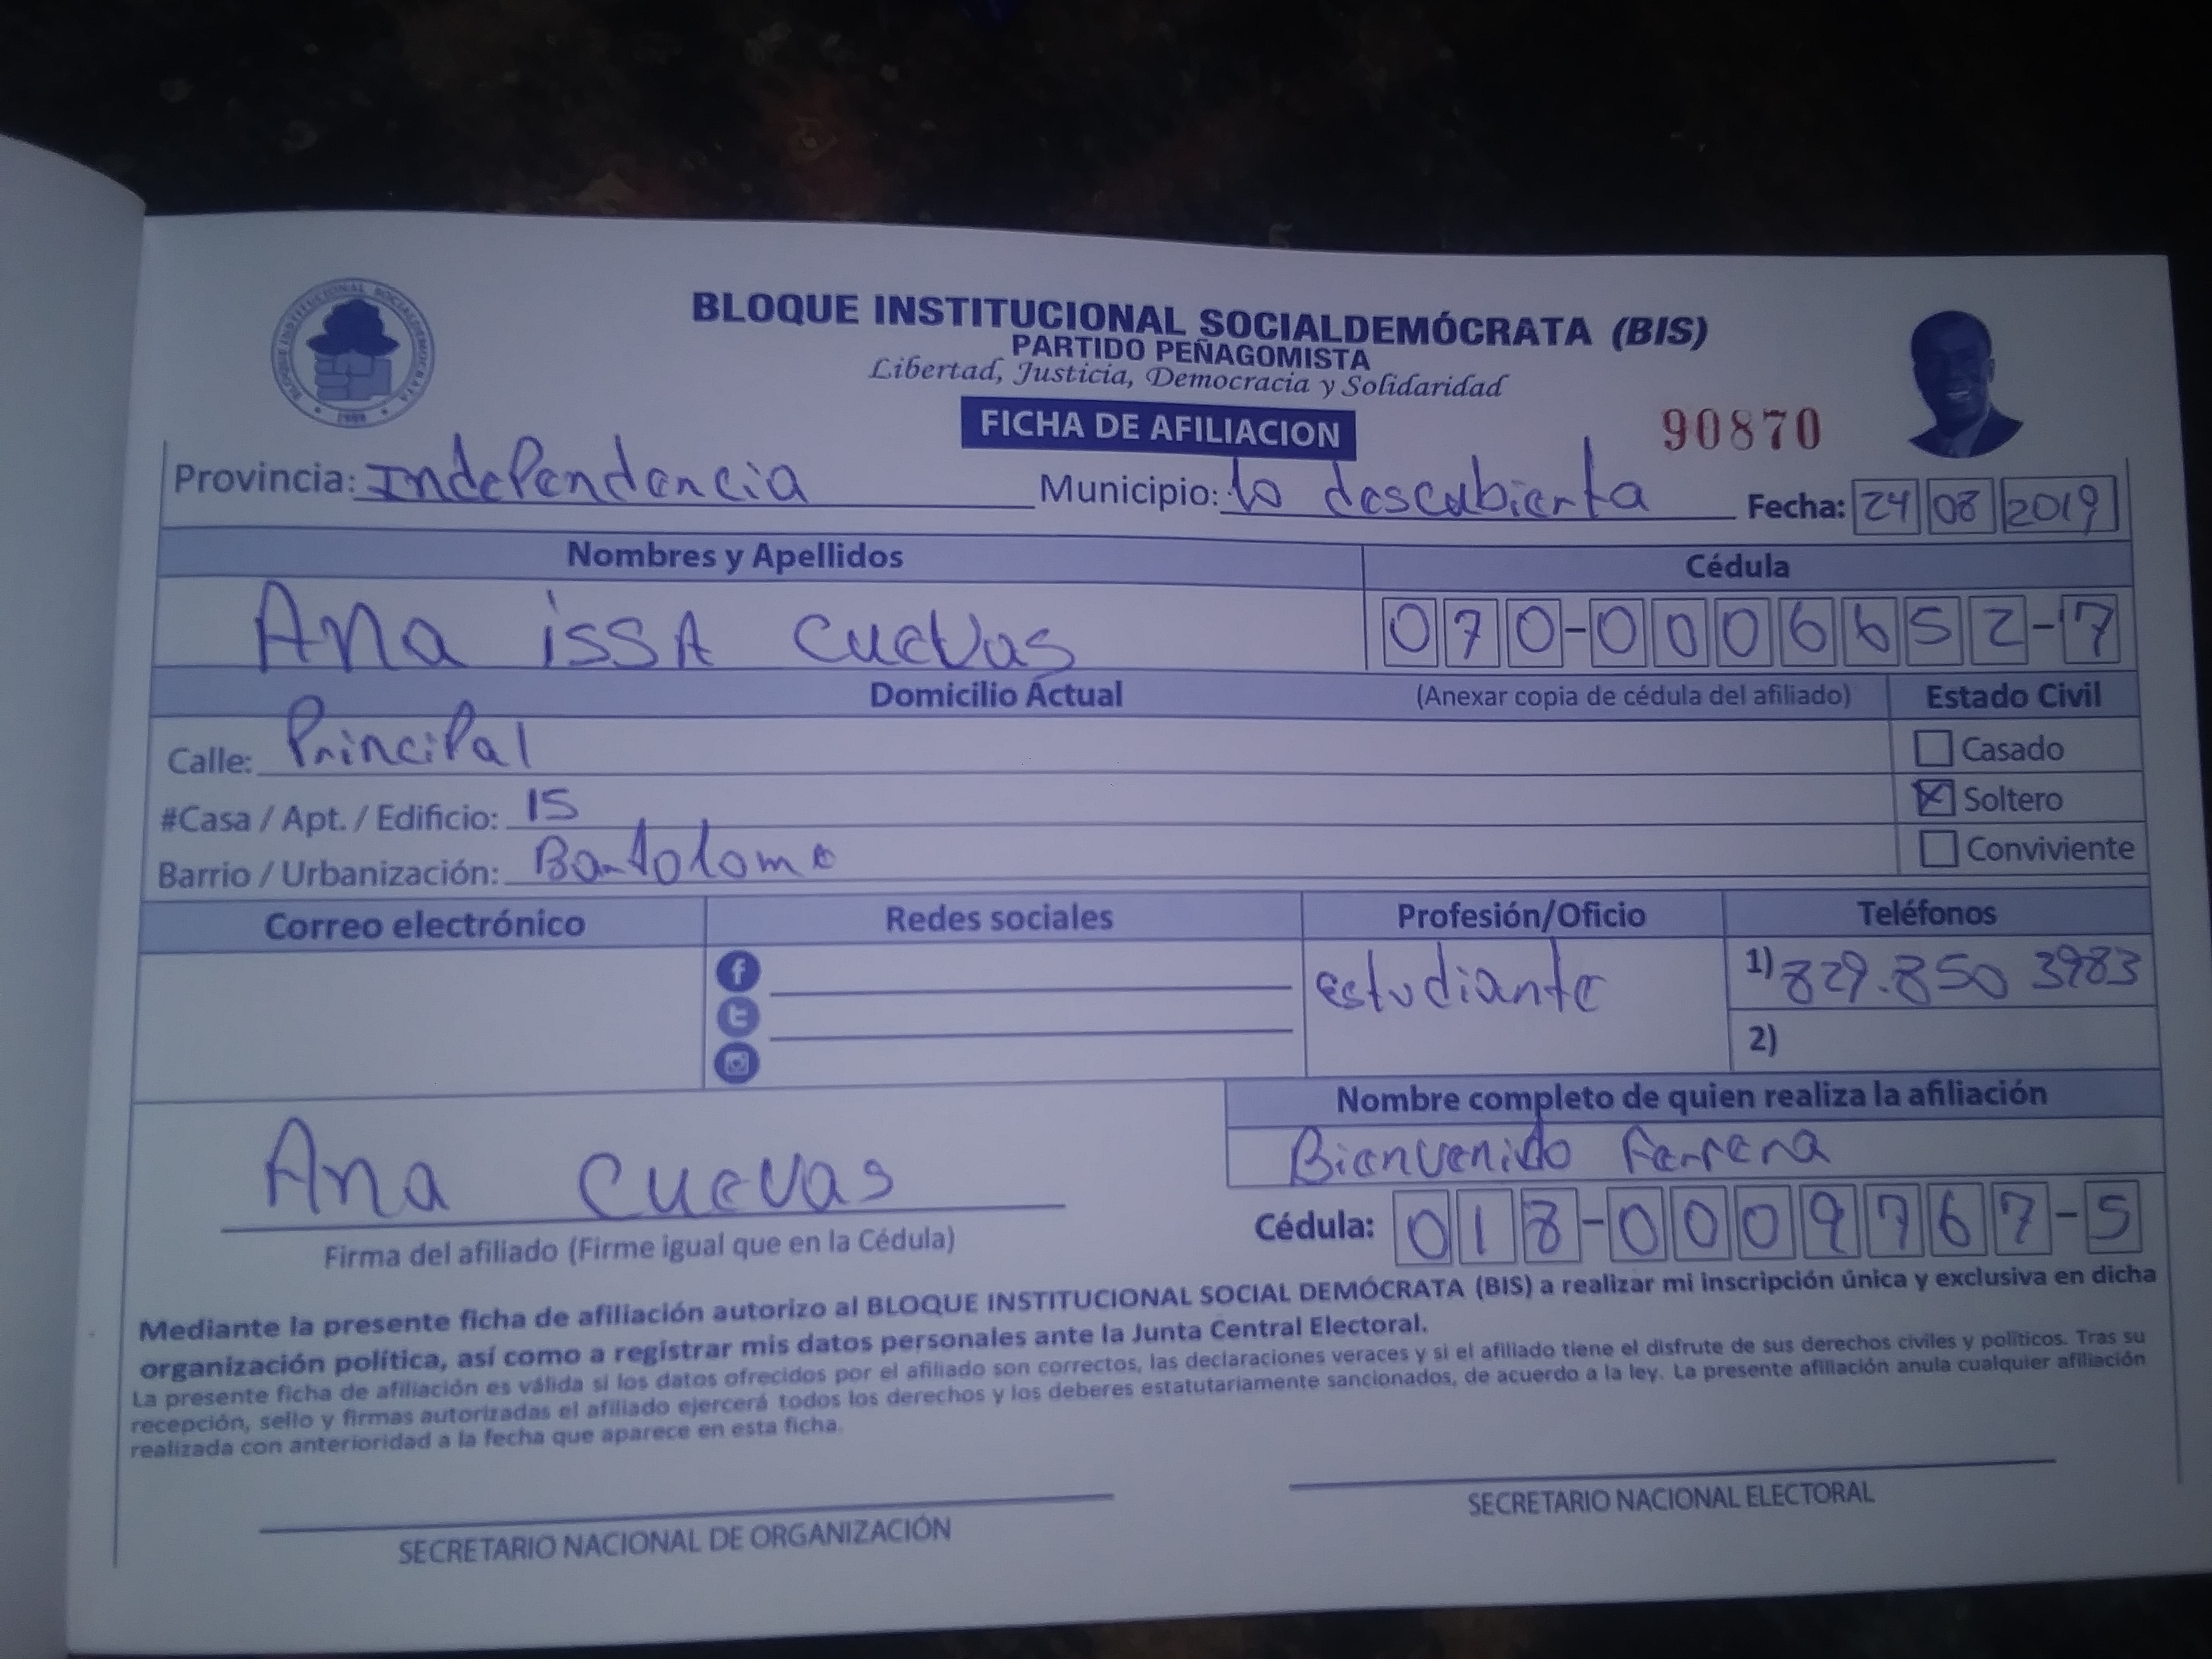 BLOQUE INSTITUCIONAL SOCIALDEMÓCRATA (BIS)
PARTIDO PEÑAGOMISTA
Libertad, Justicia, Democracia y Solidaridad
FICHA DE AFILIACION
90870
BLOQUE INSTITUCIONAL SOCIALDEMOCRATA
Provincia: IndePendencia Municipio: la descubierta Fecha: 24 08 2019
Nombres y Apellidos Cédula
Ana issA cuevas 070-0006652-7
Domicilio Actual (Anexar copia de cédula del afiliado) Estado Civil
Calle: PrinciPal Casado
#Casa / Apt. / Edificio: 15 Soltero
Barrio / Urbanización: Bartolome Conviviente
Correo electrónico Redes sociales Profesión/Oficio Teléfonos
estudiante 1) 829.850 3983
2)
Nombre completo de quien realiza la afiliación
Bienvenido Ferrera
Ana Cuevas
Firma del afiliado (Firme igual que en la Cédula)
Cédula: 018-0009767-5
Mediante la presente ficha de afiliación autorizo al BLOQUE INSTITUCIONAL SOCIAL DEMÓCRATA (BIS) a realizar mi inscripción única y exclusiva en dicha
organización política, así como a registrar mis datos personales ante la Junta Central Electoral.
La presente ficha de afiliación es válida si los datos ofrecidos por el afiliado son correctos, las declaraciones veraces y si el afiliado tiene el disfrute de sus derechos civiles y políticos. Tras su
recepción, sello y firmas autorizadas el afiliado ejercerá todos los derechos y los deberes estatutariamente sancionados, de acuerdo a la ley. La presente afiliación anula cualquier afiliación
realizada con anterioridad a la fecha que aparece en esta ficha.
SECRETARIO NACIONAL DE ORGANIZACIÓN
SECRETARIO NACIONAL ELECTORAL